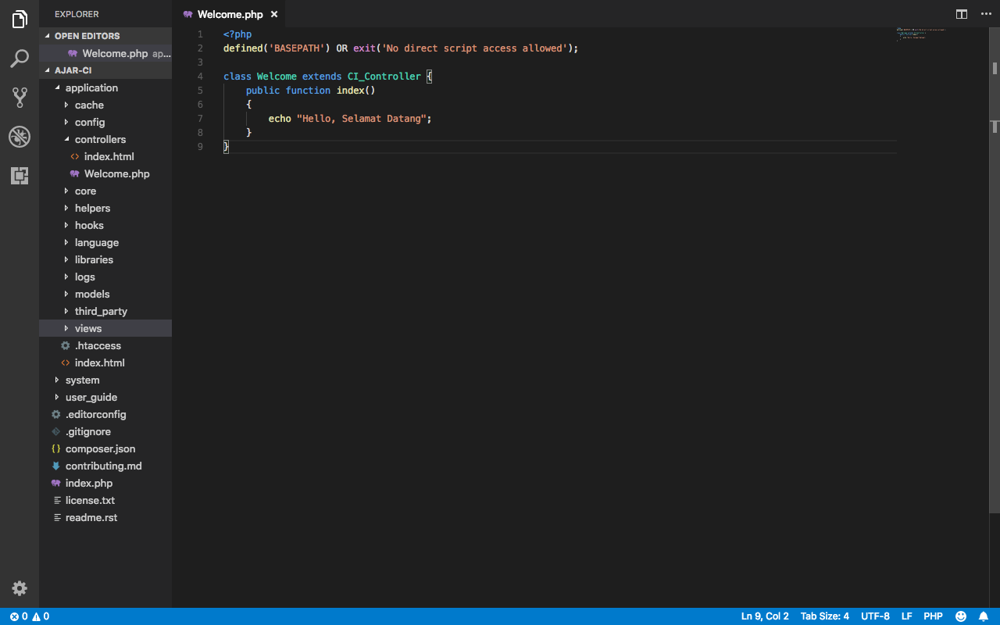 EXPLORER
OPEN EDITORS
Welcome.php ap...
AJAR-CI
application
cache
config
controllers
index.html
Welcome.php
core
helpers
hooks
language
libraries
logs
models
third_party
views
.htaccess
index.html
system
user_guide
.editorconfig
.gitignore
composer.json
contributing.md
index.php
license.txt
readme.rst
Welcome.php
1 <?php
2 defined('BASEPATH') OR exit('No direct script access allowed');
3
4 class Welcome extends CI_Controller {
5     public function index()
6     {
7         echo "Hello, Selamat Datang";
8     }
9 }
0 0 Ln 9, Col 2 Tab Size: 4 UTF-8 LF PHP